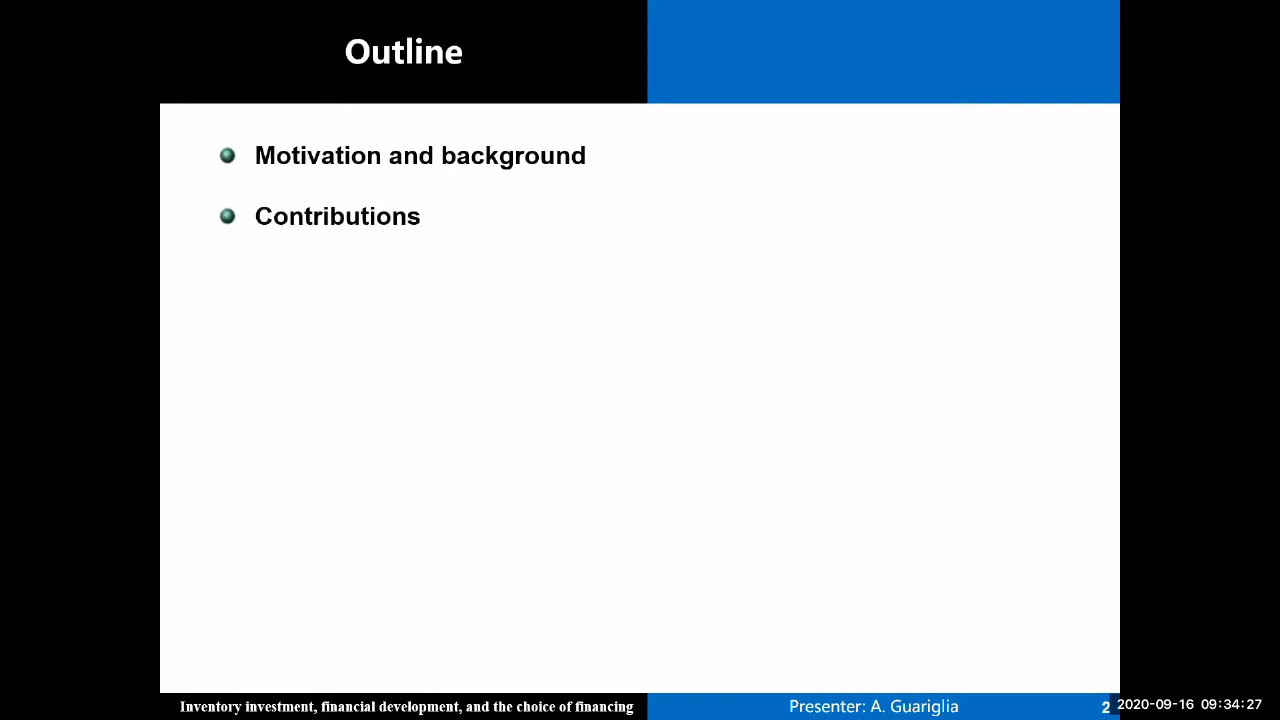 Outline
Motivation and background
Contributions
Inventory investment, financial development, and the choice of financing
Presenter: A. Guariglia
2
2020-09-16 09:34:27